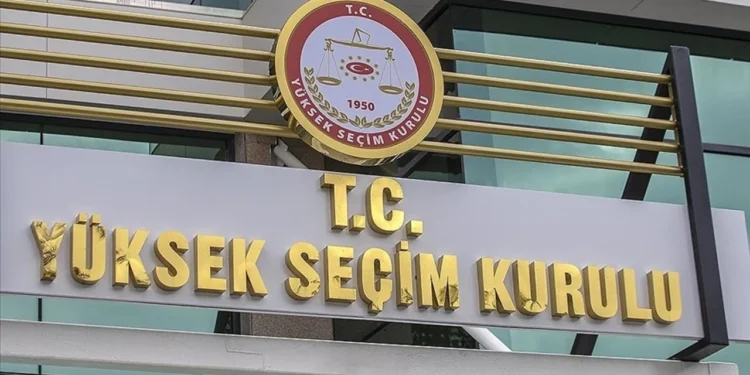 T.C.
1950
YÜKSEK SEÇİM KURULU
T.C.
YÜKSEK SEÇİM KURULU